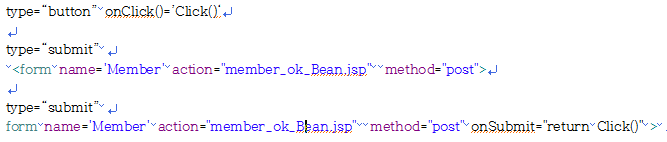 type="button" onClick()='Click()'
type="submit"
<form name='Member' action="member_ok_Bean.jsp" method="post">
type="submit"
form name='Member' action="member_ok_Bean.jsp" method="post" onSubmit="return Click()" >